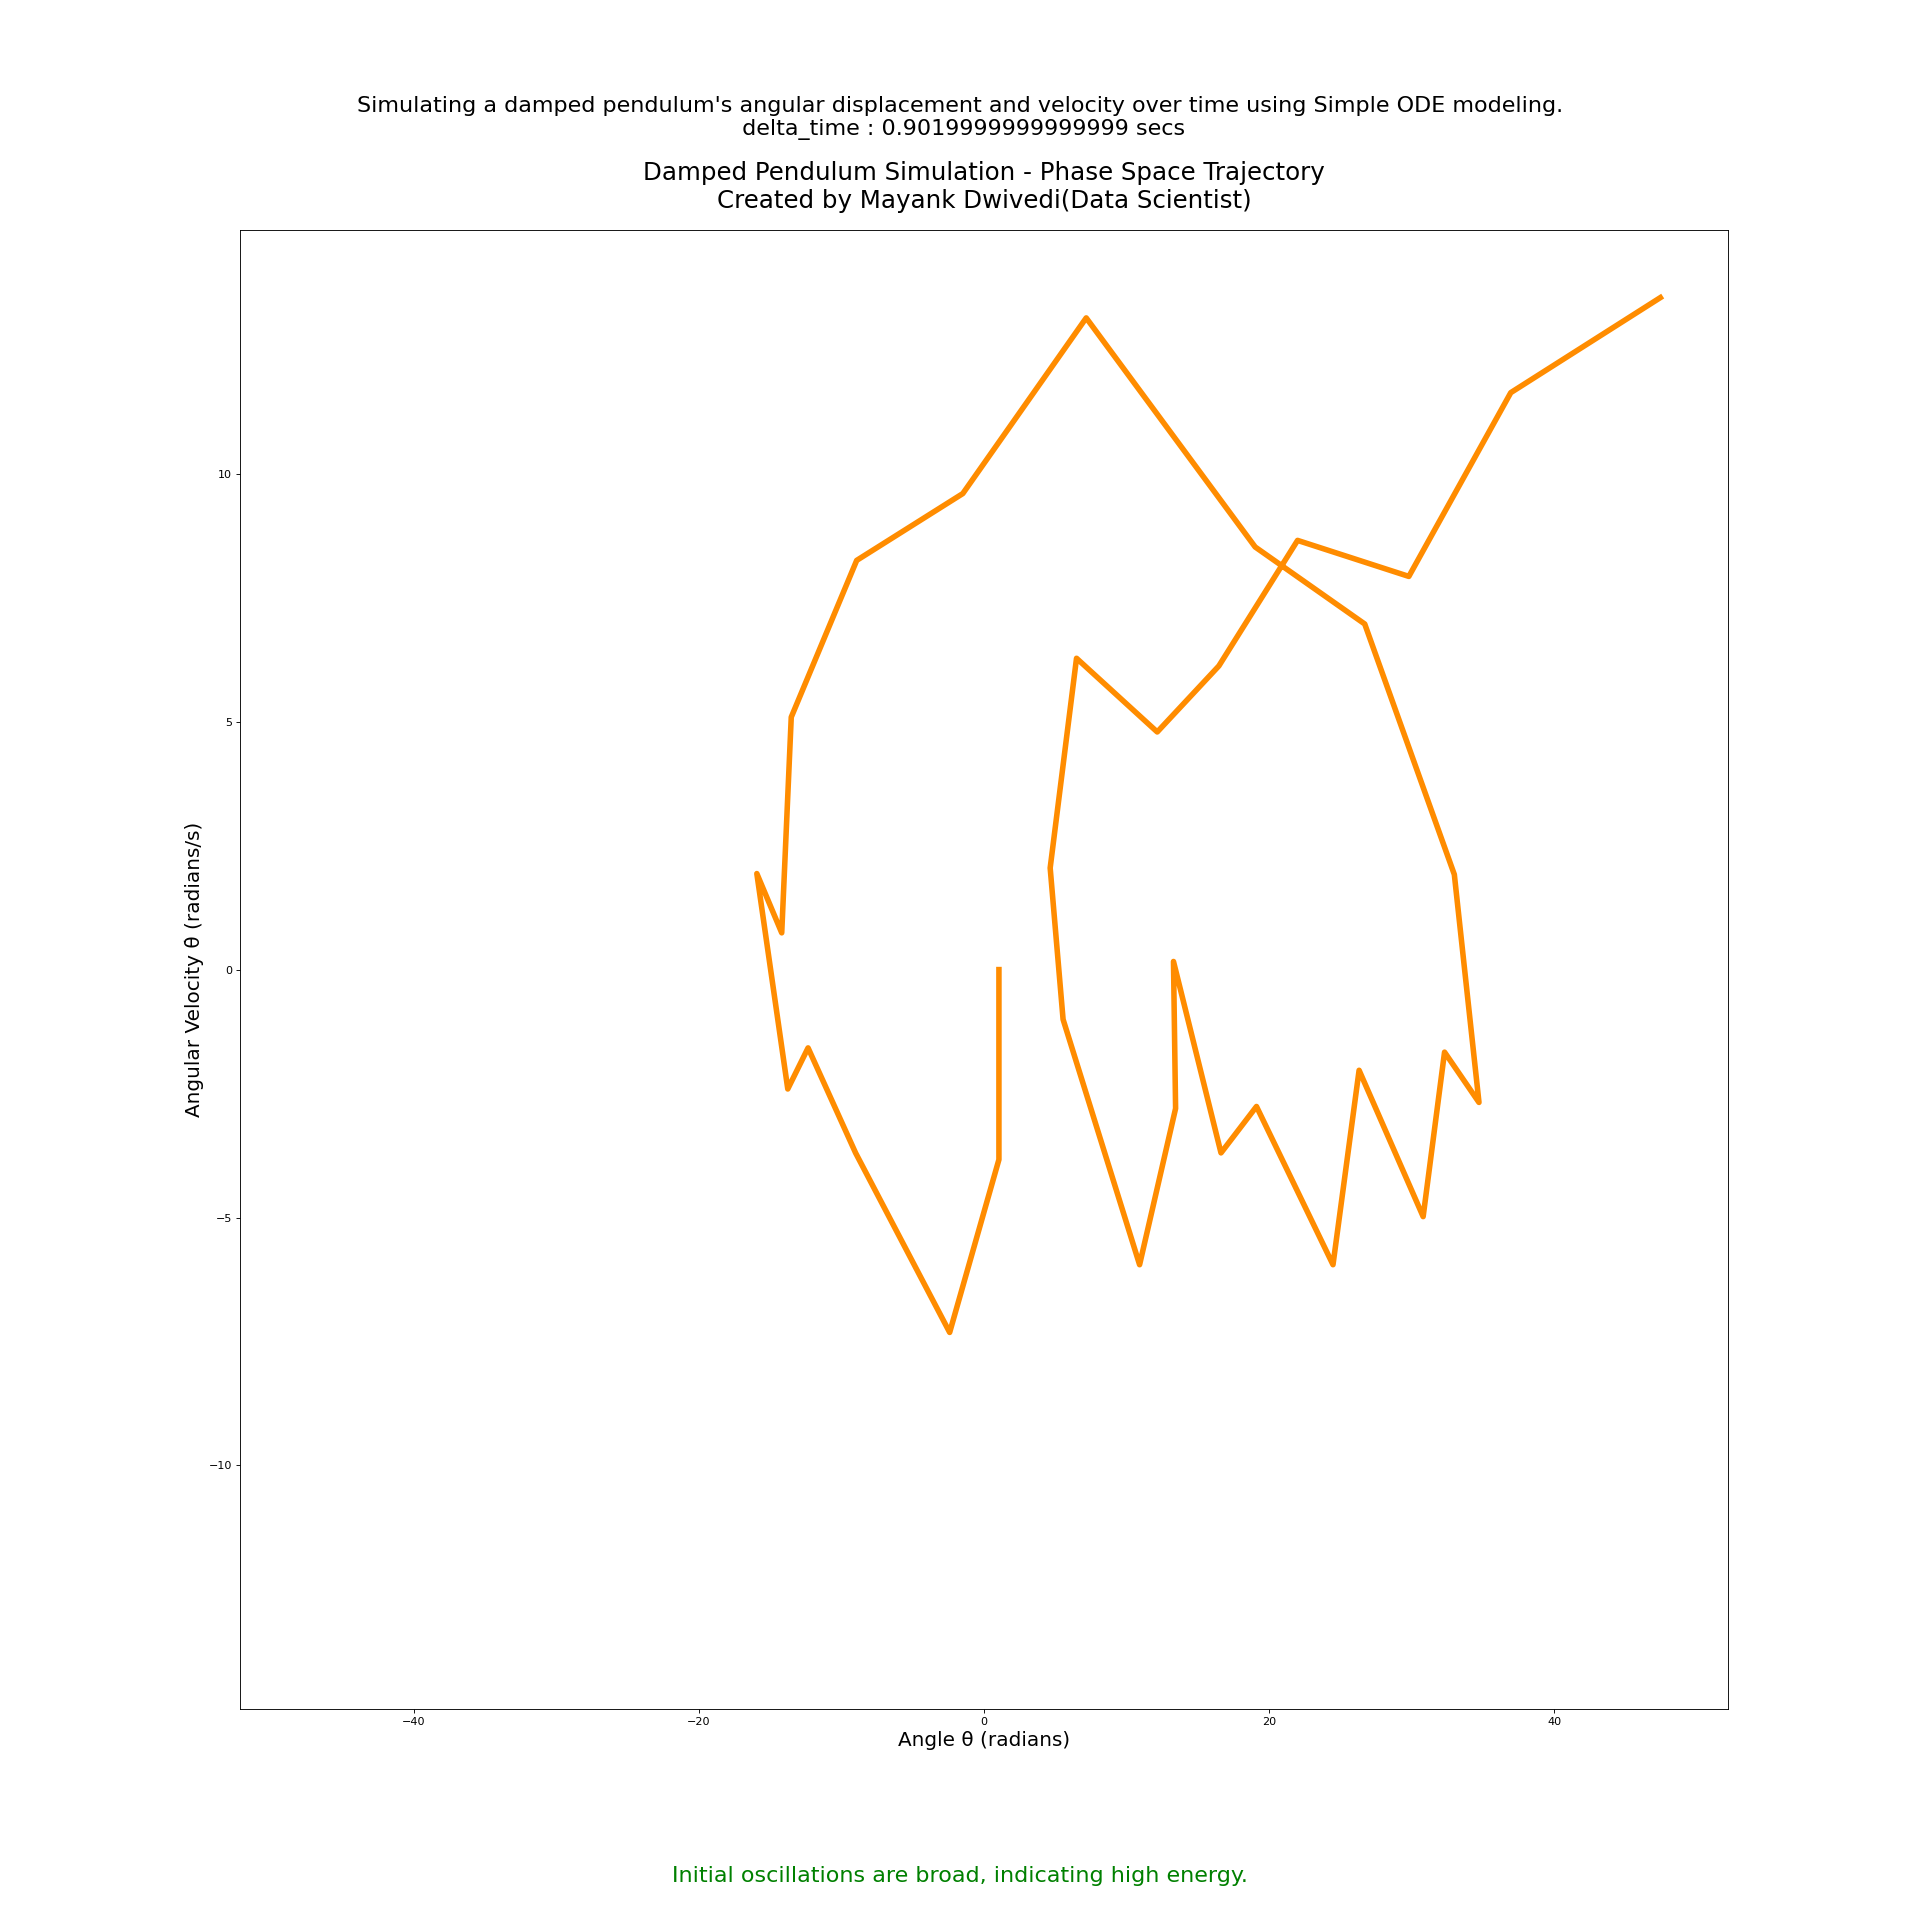 Simulating a damped pendulum's angular displacement and velocity over time using Simple ODE modeling.
delta_time : 0.9019999999999999 secs
Damped Pendulum Simulation - Phase Space Trajectory
Created by Mayank Dwivedi(Data Scientist)
Angular Velocity θ (radians/s)
10
5
0
−5
−10
−40
−20
0
20
40
Angle θ (radians)
Initial oscillations are broad, indicating high energy.